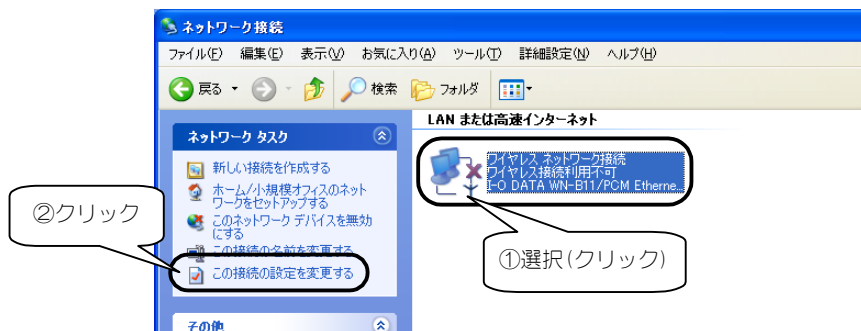 ネットワーク接続
ファイル(F) 編集(E) 表示(V) お気に入り(A) ツール(T) 詳細設定(N) ヘルプ(H)
戻る 検索 フォルダ
LAN または高速インターネット
ネットワーク タスク
新しい接続を作成する
ホーム/小規模オフィスのネット
ワークをセットアップする
このネットワーク デバイスを無効
にする
この接続の名前を変更する
この接続の設定を変更する
その他
ワイヤレス ネットワーク接続
ワイヤレス接続利用不可
I-O DATA WN-B11/PCM Etherne...
②クリック
①選択(クリック)